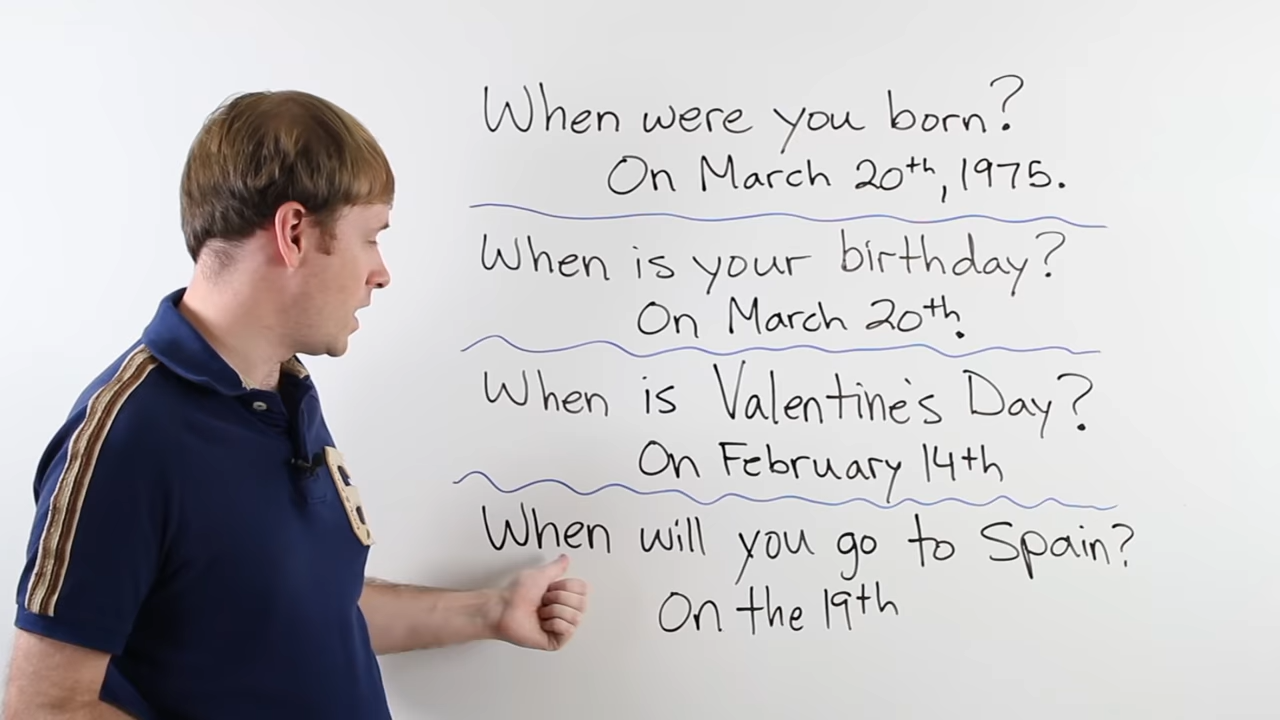 When were you born?
On March 20th, 1975.
When is your birthday?
On March 20th.
When is Valentine's Day?
On February 14th
When will you go to Spain?
On the 19th